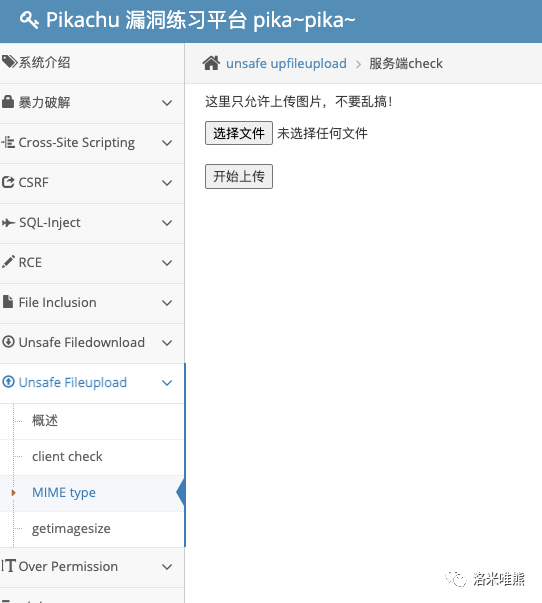 Pikachu 漏洞练习平台 pika~pika~
系统介绍
暴力破解
Cross-Site Scripting
CSRF
SQL-Inject
RCE
File Inclusion
Unsafe Filedownload
Unsafe Fileupload
概述
client check
MIME type
getimagesize
Over Permission
unsafe upfileupload > 服务端check
这里只允许上传图片，不要乱搞！
选择文件 未选择任何文件
开始上传
洛米唯熊